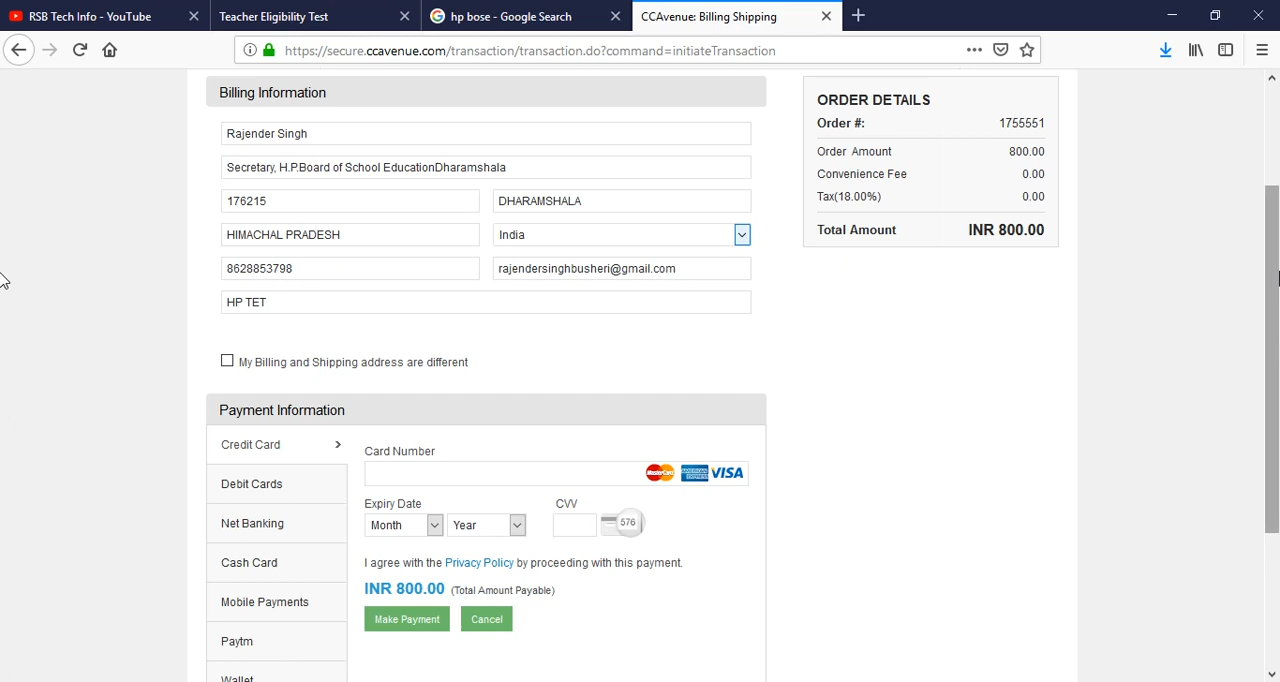 RSB Tech Info - YouTube
Teacher Eligibility Test
hp bose - Google Search
CCAvenue: Billing Shipping
https://secure.ccavenue.com/transaction/transaction.do?command=initiateTransaction
Billing Information
Rajender Singh
Secretary, H.P.Board of School EducationDharamshala
176215
DHARAMSHALA
HIMACHAL PRADESH
India
8628853798
rajendersinghbusheri@gmail.com
HP TET
My Billing and Shipping address are different
ORDER DETAILS
Order #: 1755551
Order Amount 800.00
Convenience Fee 0.00
Tax(18.00%) 0.00
Total Amount INR 800.00
Payment Information
Credit Card
Debit Cards
Net Banking
Cash Card
Mobile Payments
Paytm
Wallet
Card Number
MasterCard AMERICAN EXPRESS VISA
Expiry Date
CVV
Month
Year
576
I agree with the Privacy Policy by proceeding with this payment.
INR 800.00 (Total Amount Payable)
Make Payment
Cancel